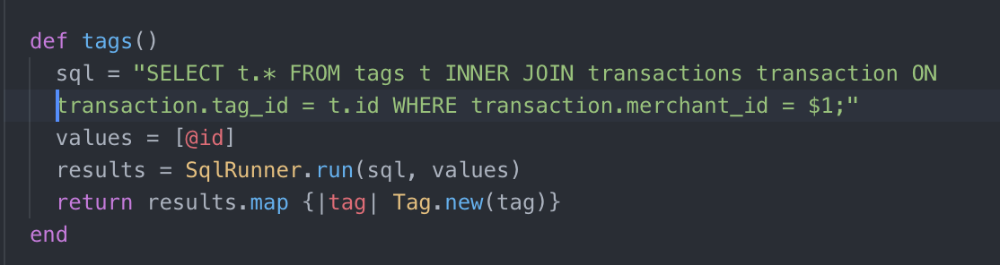 def tags()
sql = "SELECT t.* FROM tags t INNER JOIN transactions transaction ON
transaction.tag_id = t.id WHERE transaction.merchant_id = $1;"
values = [@id]
results = SqlRunner.run(sql, values)
return results.map {|tag| Tag.new(tag)}
end